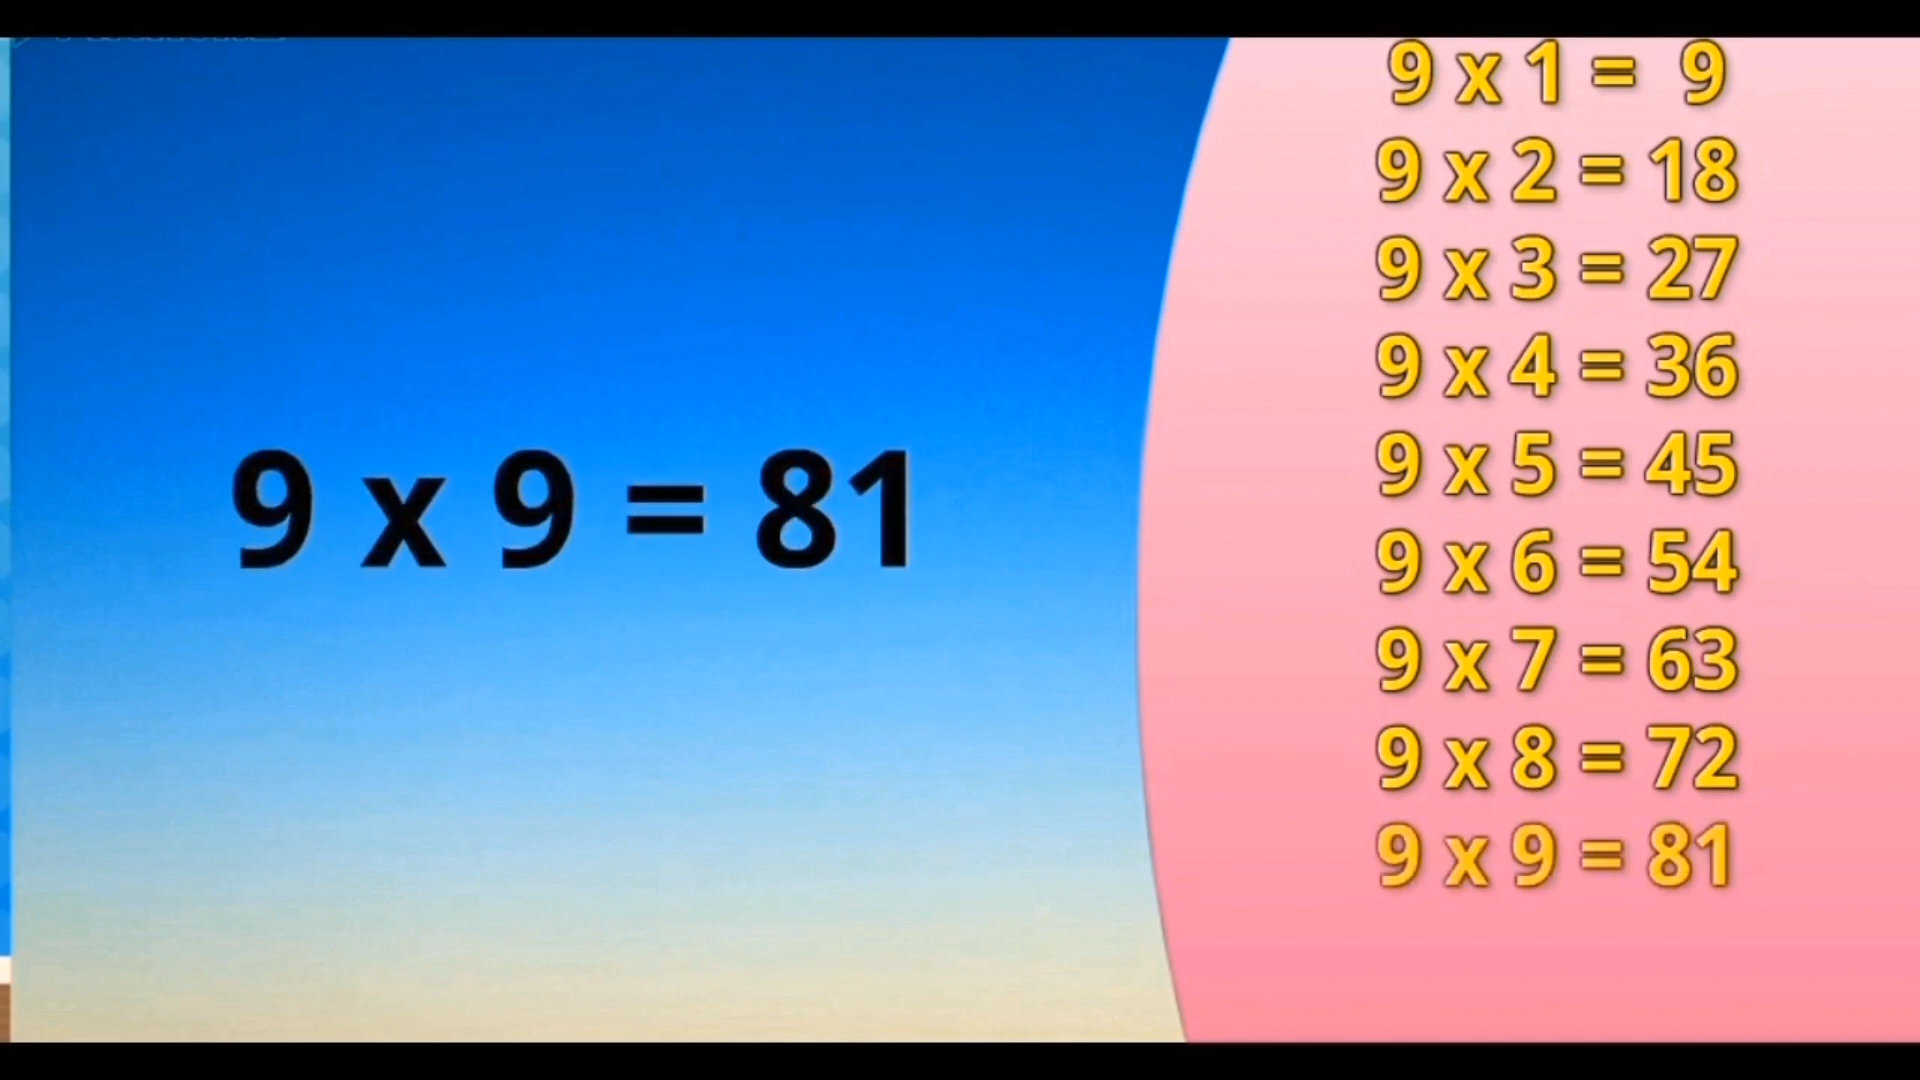 9 x 9 = 81
9 x 1 = 9
9 x 2 = 18
9 x 3 = 27
9 x 4 = 36
9 x 5 = 45
9 x 6 = 54
9 x 7 = 63
9 x 8 = 72
9 x 9 = 81